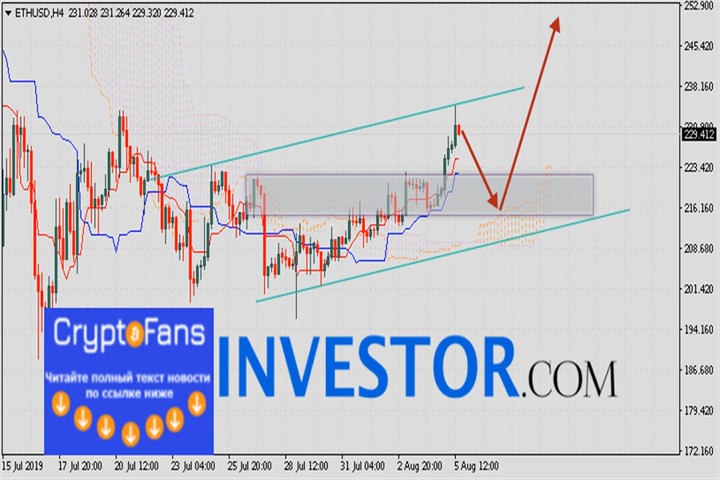 ETHUSD,H4 231.028 231.264 229.320 229.412
252.900
245.420
238.160
229.412
223.420
216.160
208.680
201.420
194.160
186.680
179.420
172.160
CryptoFans
Читайте полный текст новости
по ссылке ниже
INVESTOR.COM
15 Jul 2019 17 Jul 20:00 20 Jul 12:00 23 Jul 04:00 25 Jul 20:00 28 Jul 12:00 31 Jul 04:00 2 Aug 20:00 5 Aug 12:00